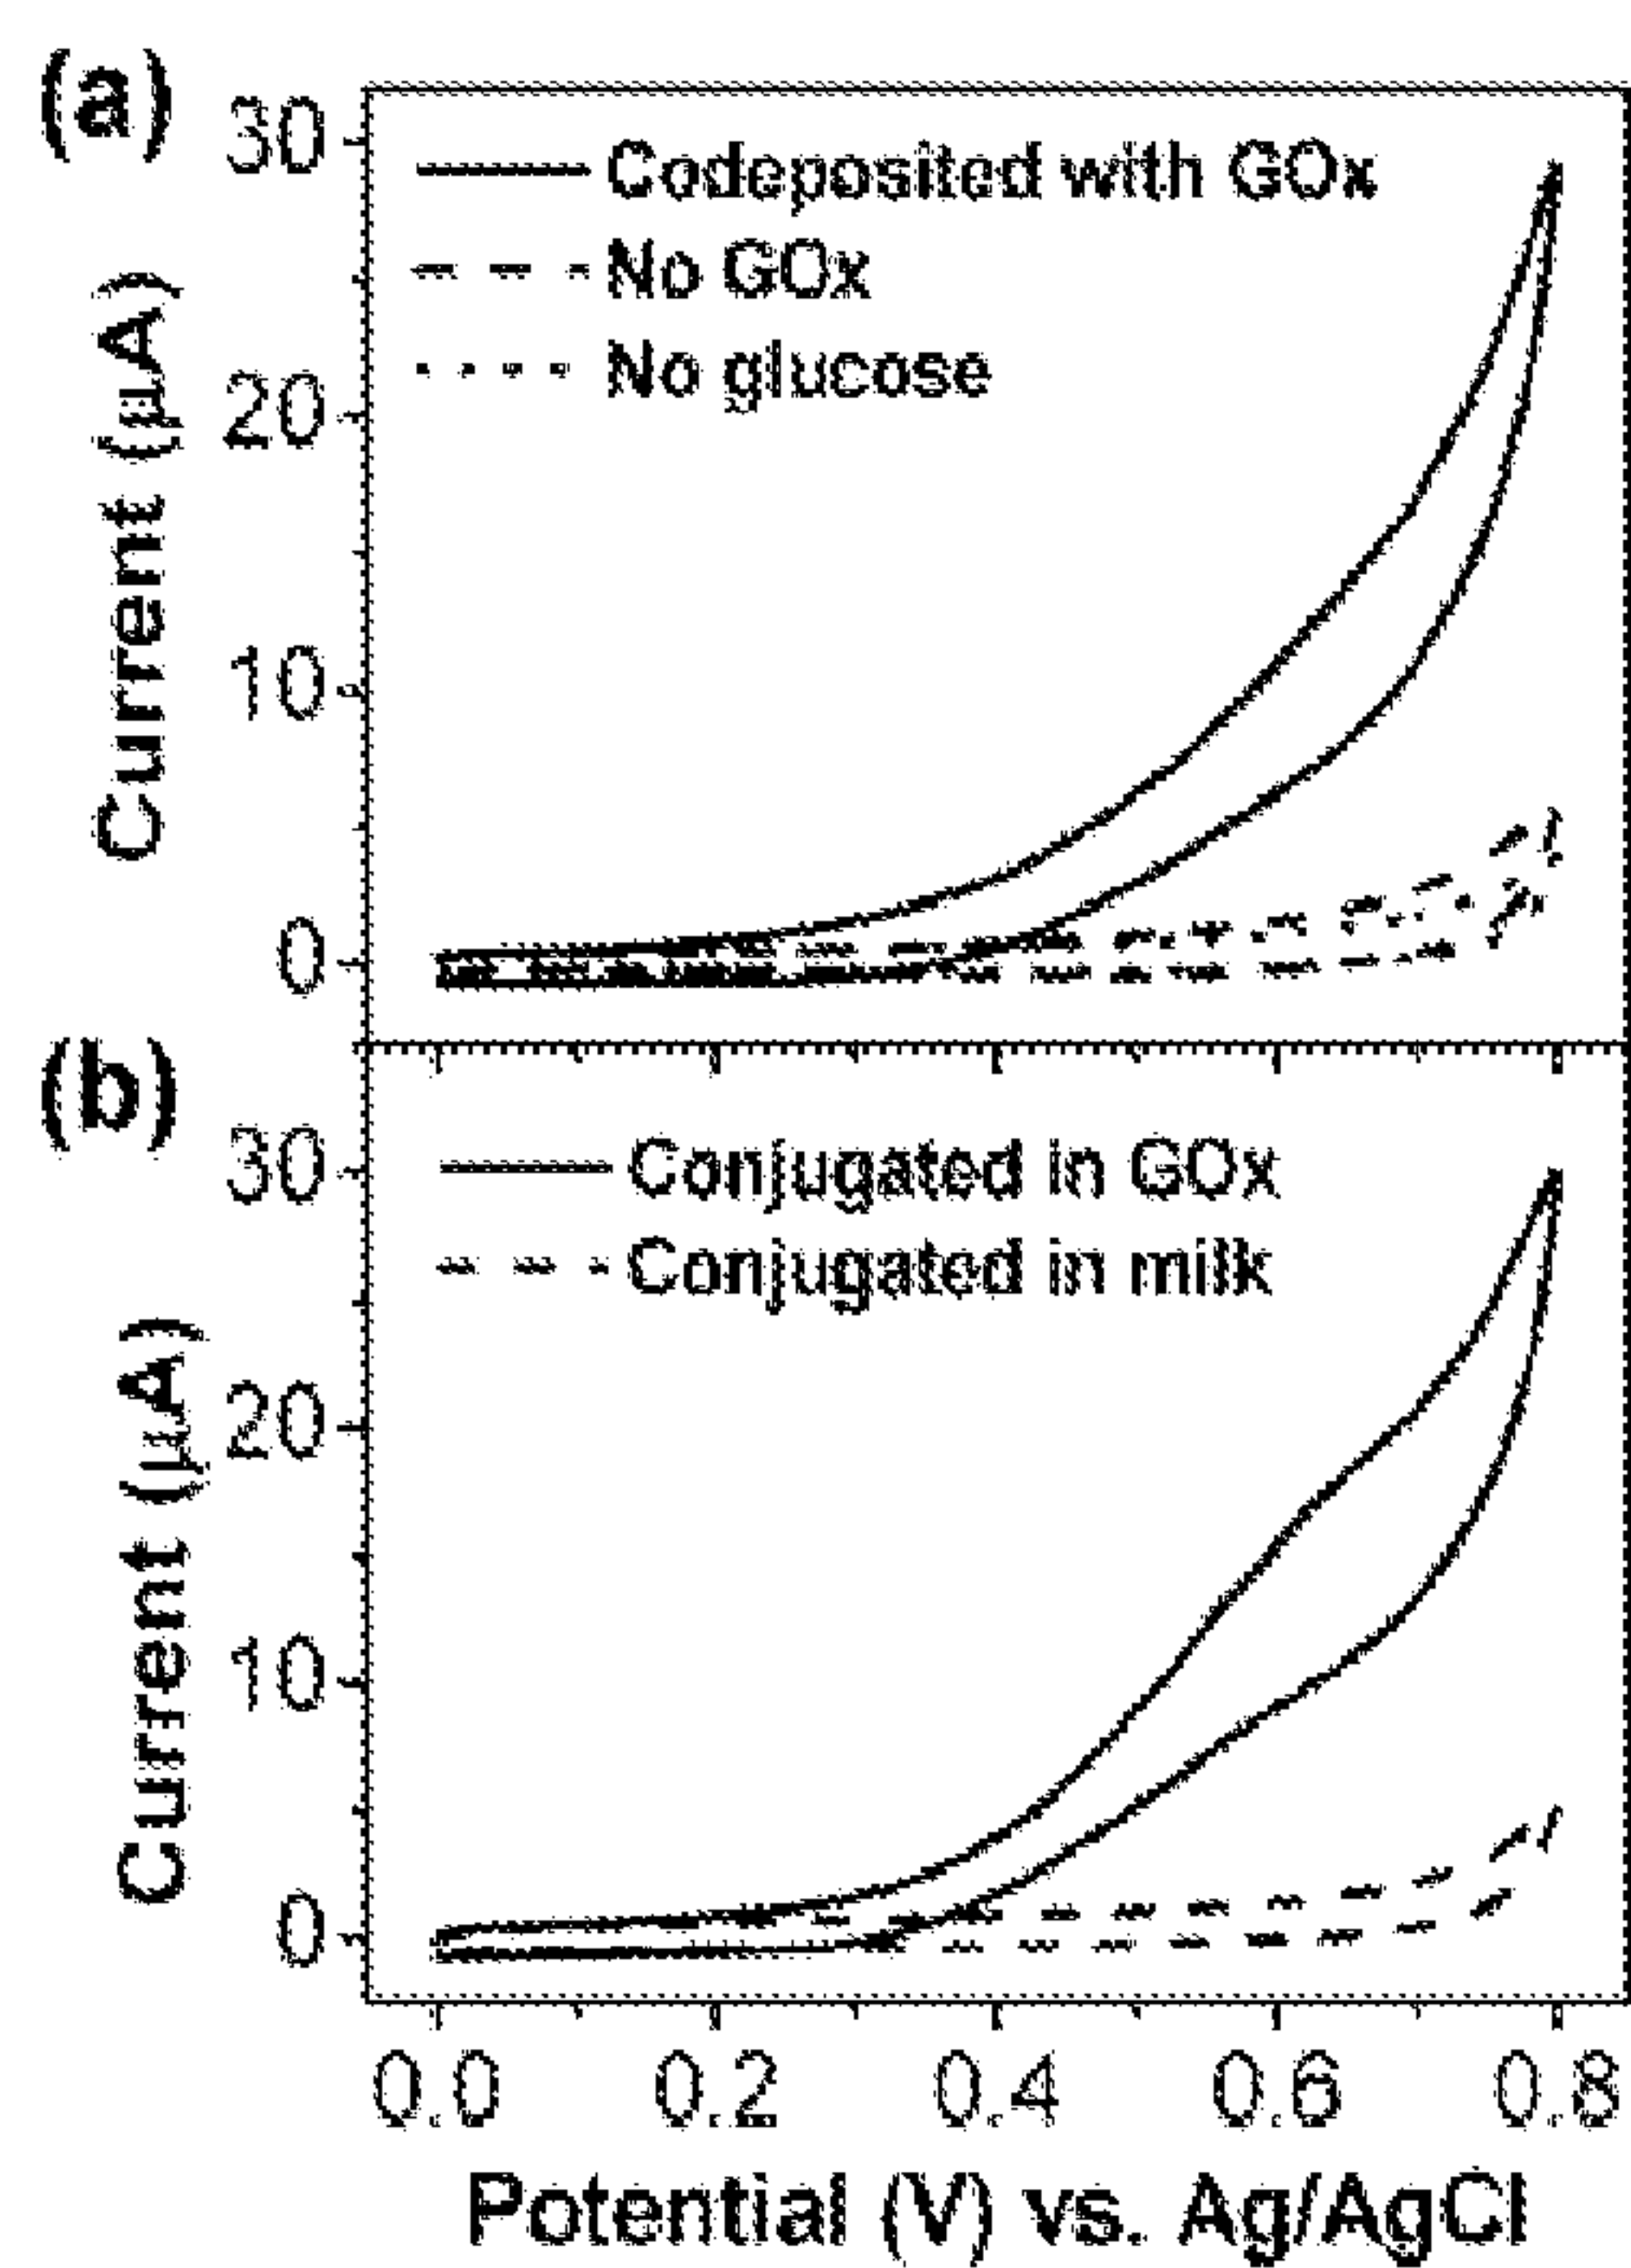 (a)
30
20
10
0
Current (μA)
Codeposited with GOx
No GOx
No glucose
(b)
30
20
10
0
Current (μA)
Conjugated in GOx
Conjugated in milk
0.0 0.2 0.4 0.6 0.8
Potential (V) vs. Ag/AgCl